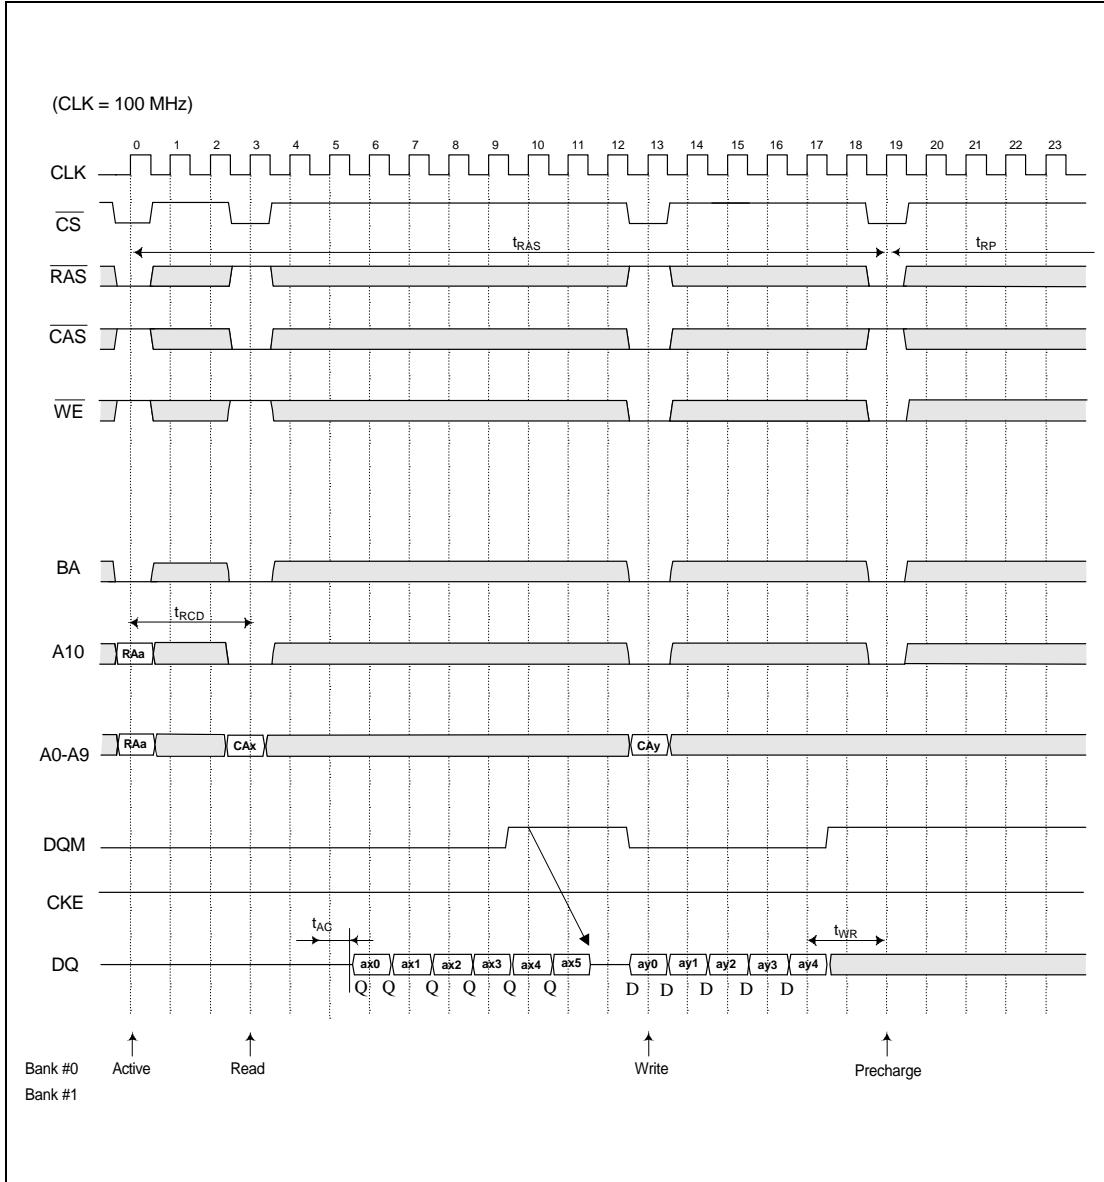 (CLK = 100 MHz)
0 1 2 3 4 5 6 7 8 9 10 11 12 13 14 15 16 17 18 19 20 21 22 23
CLK
CS
tRAS tRP
RAS
CAS
WE
BA
tRCD
A10 RAa
A0-A9 RAa CAx CAy
DQM
CKE
tAC tWR
DQ ax0 ax1 ax2 ax3 ax4 ax5 ay0 ay1 ay2 ay3 ay4
Q Q Q Q Q Q D D D D D
Bank #0 Active Read Write Precharge
Bank #1